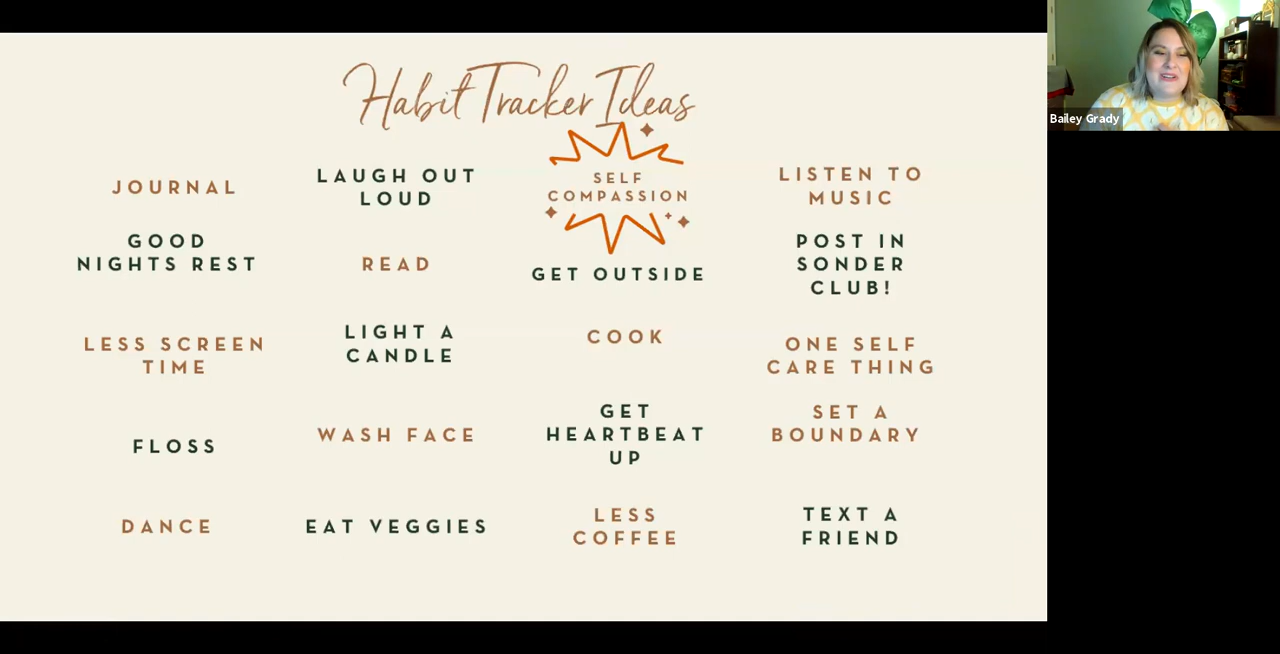 Habit Tracker Ideas
JOURNAL
LAUGH OUT
LOUD
SELF
COMPASSION
LISTEN TO
MUSIC
GOOD
NIGHTS REST
READ
GET OUTSIDE
POST IN
SONDER
CLUB!
LESS SCREEN
TIME
LIGHT A
CANDLE
COOK
ONE SELF
CARE THING
FLOSS
WASH FACE
GET
HEARTBEAT
UP
SET A
BOUNDARY
DANCE
EAT VEGGIES
LESS
COFFEE
TEXT A
FRIEND
Bailey Grady